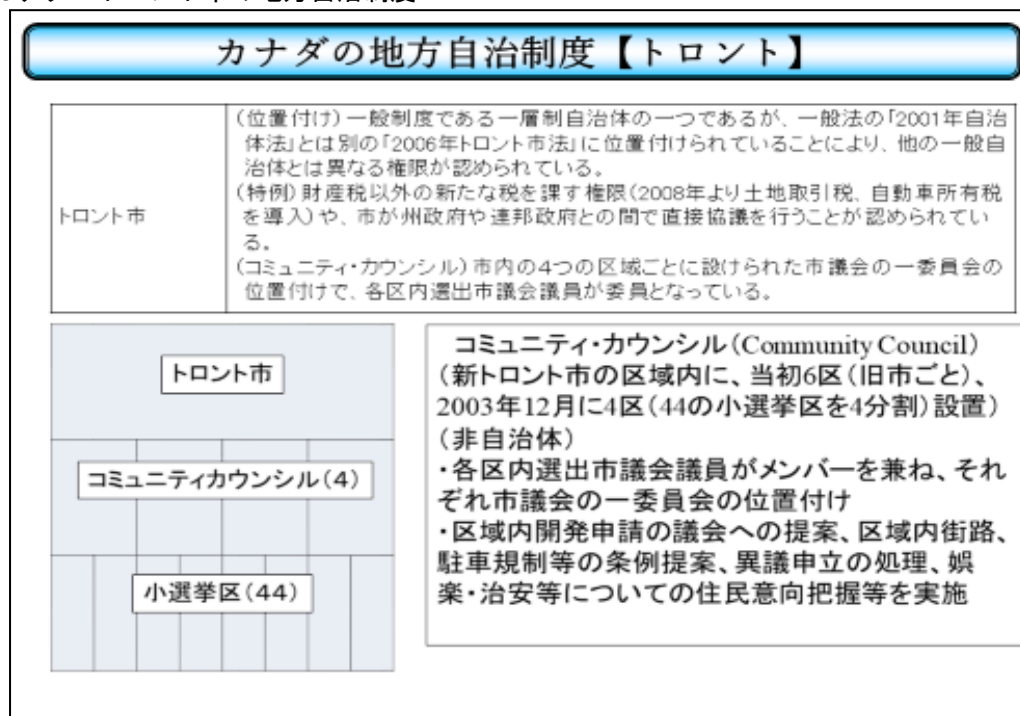 カナダの地方自治制度【トロント】
トロント市
(位置付け)一般制度である一層制自治体の一つであるが、一般法の「2001年自治
体法」とは別の「2006年トロント市法」に位置付けられていることにより、他の一般自
治体とは異なる権限が認められている。
(特例)財産税以外の新たな税を課す権限(2008年より土地取引税、自動車所有税
を導入)や、市が州政府や連邦政府との間で直接協議を行うことが認められてい
る。
(コミュニティ・カウンシル)市内の4つの区域ごとに設けられた市議会の一委員会の
位置付けで、各区内選出市議会議員が委員となっている。
トロント市
コミュニティカウンシル(4)
小選挙区(44)
コミュニティ・カウンシル(Community Council)
(新トロント市の区域内に、当初6区(旧市ごと)、
2003年12月に4区(44の小選挙区を4分割)設置)
(非自治体)
・各区内選出市議会議員がメンバーを兼ね、それ
ぞれ市議会の一委員会の位置付け
・区域内開発申請の議会への提案、区域内街路、
駐車規制等の条例提案、異議申立の処理、娯
楽・治安等についての住民意向把握等を実施